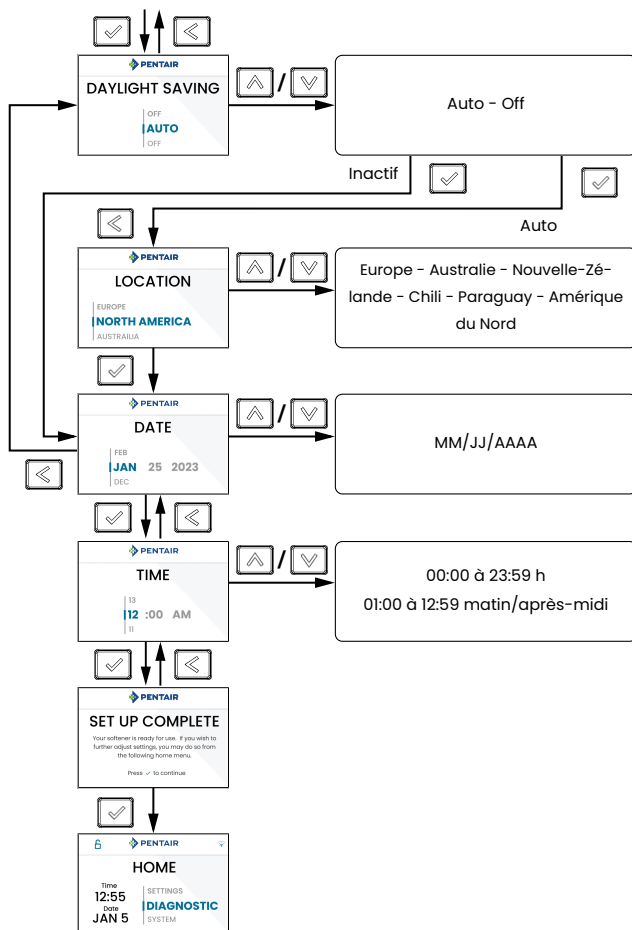 PENTAIR
DAYLIGHT SAVING
OFF
AUTO
OFF
/
Auto - Off
Inactif
Auto
PENTAIR
LOCATION
EUROPE
NORTH AMERICA
AUSTRAILIA
/
Europe - Australie - Nouvelle-Zé-
lande - Chili - Paraguay - Amérique
du Nord
PENTAIR
DATE
FEB
JAN 25 2023
DEC
/
MM/JJ/AAAA
PENTAIR
TIME
13
12 :00 AM
11
/
00:00 à 23:59 h
01:00 à 12:59 matin/après-midi
PENTAIR
SET UP COMPLETE
Your softener is ready for use. If you wish to
further adjust settings, you may do so from
the following home menu.
Press ✓ to continue
PENTAIR
HOME
Time
12:55
Date
JAN 5
SETTINGS
DIAGNOSTIC
SYSTEM